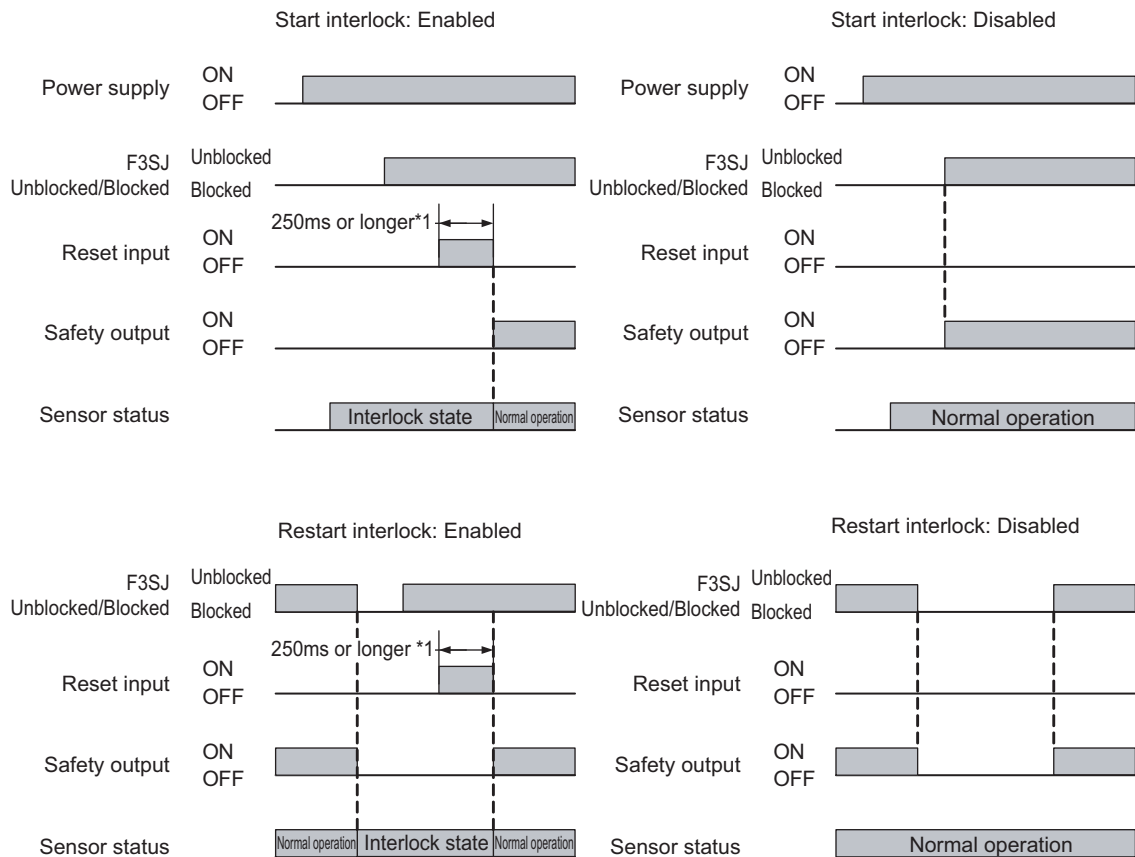 Start interlock: Enabled
Power supply
ON
OFF
F3SJ
Unblocked/Blocked
Unblocked
Blocked
250ms or longer*1
Reset input
ON
OFF
Safety output
ON
OFF
Sensor status
Interlock state
Normal operation
Start interlock: Disabled
Power supply
ON
OFF
F3SJ
Unblocked/Blocked
Unblocked
Blocked
Reset input
ON
OFF
Safety output
ON
OFF
Sensor status
Normal operation
Restart interlock: Enabled
F3SJ
Unblocked/Blocked
Unblocked
Blocked
250ms or longer *1
Reset input
ON
OFF
Safety output
ON
OFF
Sensor status
Normal operation
Interlock state
Normal operation
Restart interlock: Disabled
F3SJ
Unblocked/Blocked
Unblocked
Blocked
Reset input
ON
OFF
Safety output
ON
OFF
Sensor status
Normal operation